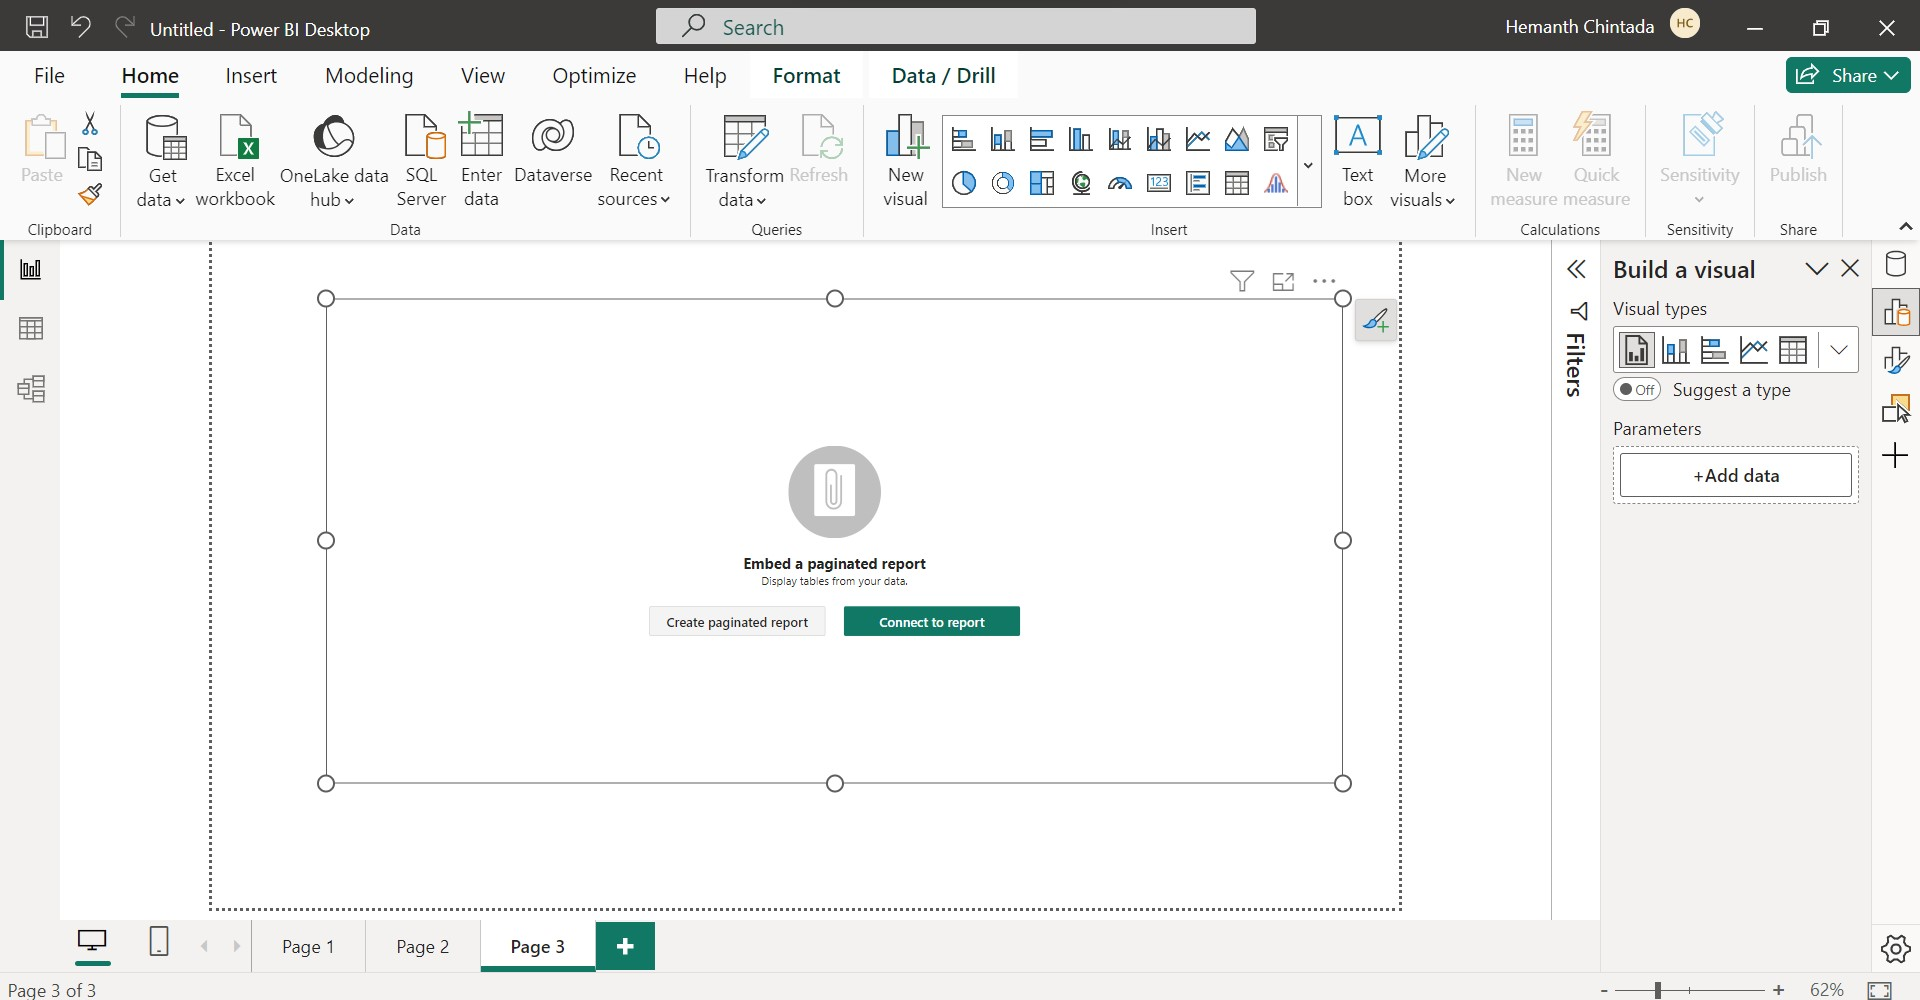 Untitled - Power BI Desktop
Search
Hemanth Chintada
HC
File
Home
Insert
Modeling
View
Optimize
Help
Format
Data / Drill
Share
Paste
Clipboard
Get data
Excel workbook
X
OneLake data hub
SQL Server
Enter data
Dataverse
Recent sources
Data
Transform data
Refresh
Queries
New visual
123
A
Text box
More visuals
Insert
New measure
Quick measure
Calculations
Sensitivity
Sensitivity
Publish
Share
Embed a paginated report
Display tables from your data.
Create paginated report
Connect to report
Filters
Build a visual
Visual types
Off
Suggest a type
Parameters
+Add data
Page 1
Page 2
Page 3
+
Page 3 of 3
-
+
62%